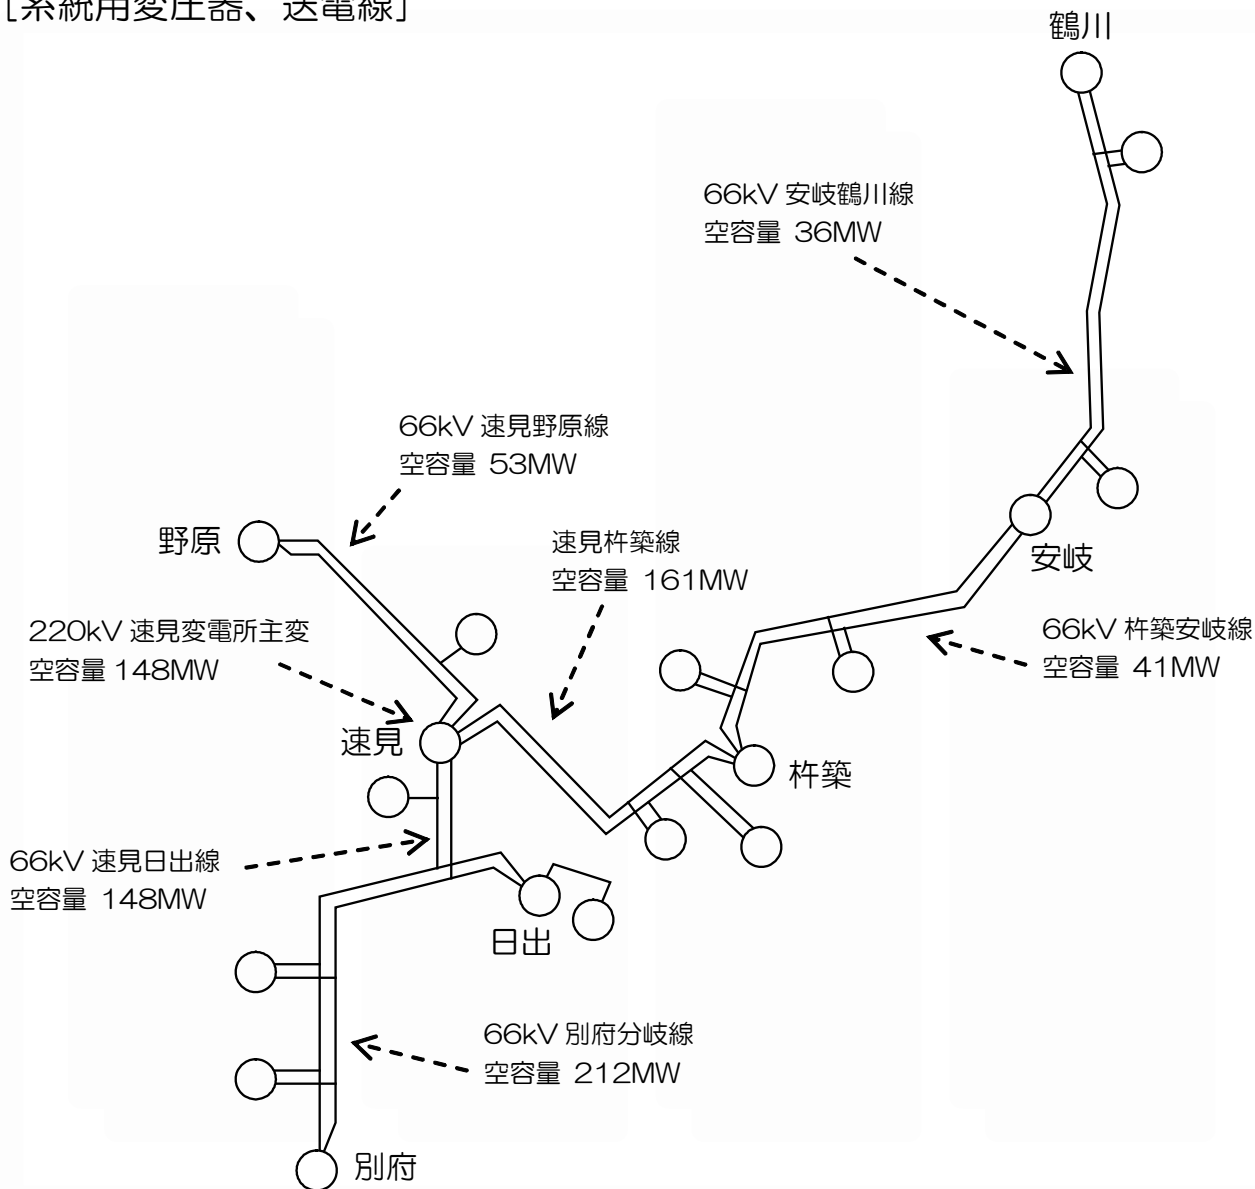 [系統用変圧器、送電線]
鶴川
66kV 安岐鶴川線
空容量 36MW
66kV 速見野原線
空容量 53MW
野原
速見杵築線
空容量 161MW
安岐
220kV 速見変電所主変
空容量 148MW
66kV 杵築安岐線
空容量 41MW
速見
杵築
66kV 速見日出線
空容量 148MW
日出
66kV 別府分岐線
空容量 212MW
別府